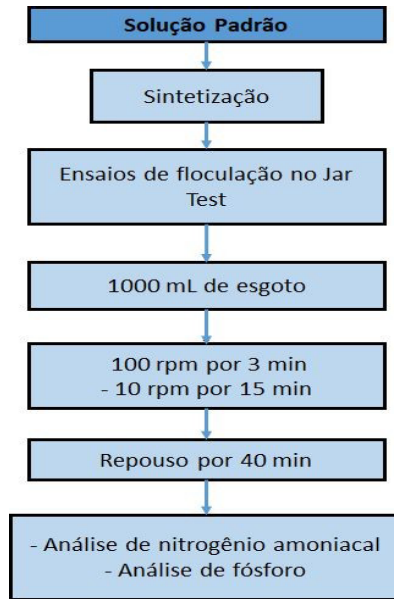 Solução Padrão
Sintetização
Ensaios de floculação no Jar
Test
1000 mL de esgoto
100 rpm por 3 min
- 10 rpm por 15 min
Repouso por 40 min
- Análise de nitrogênio amoniacal
- Análise de fósforo